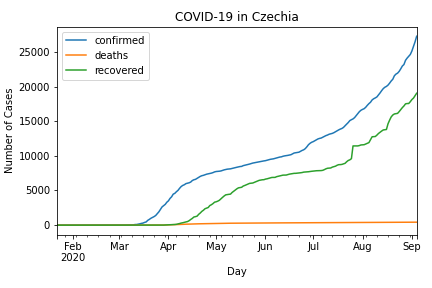 COVID-19 in Czechia
confirmed
deaths
recovered
Number of Cases
25000
20000
15000
10000
5000
0
Feb Mar Apr May Jun Jul Aug Sep
2020
Day